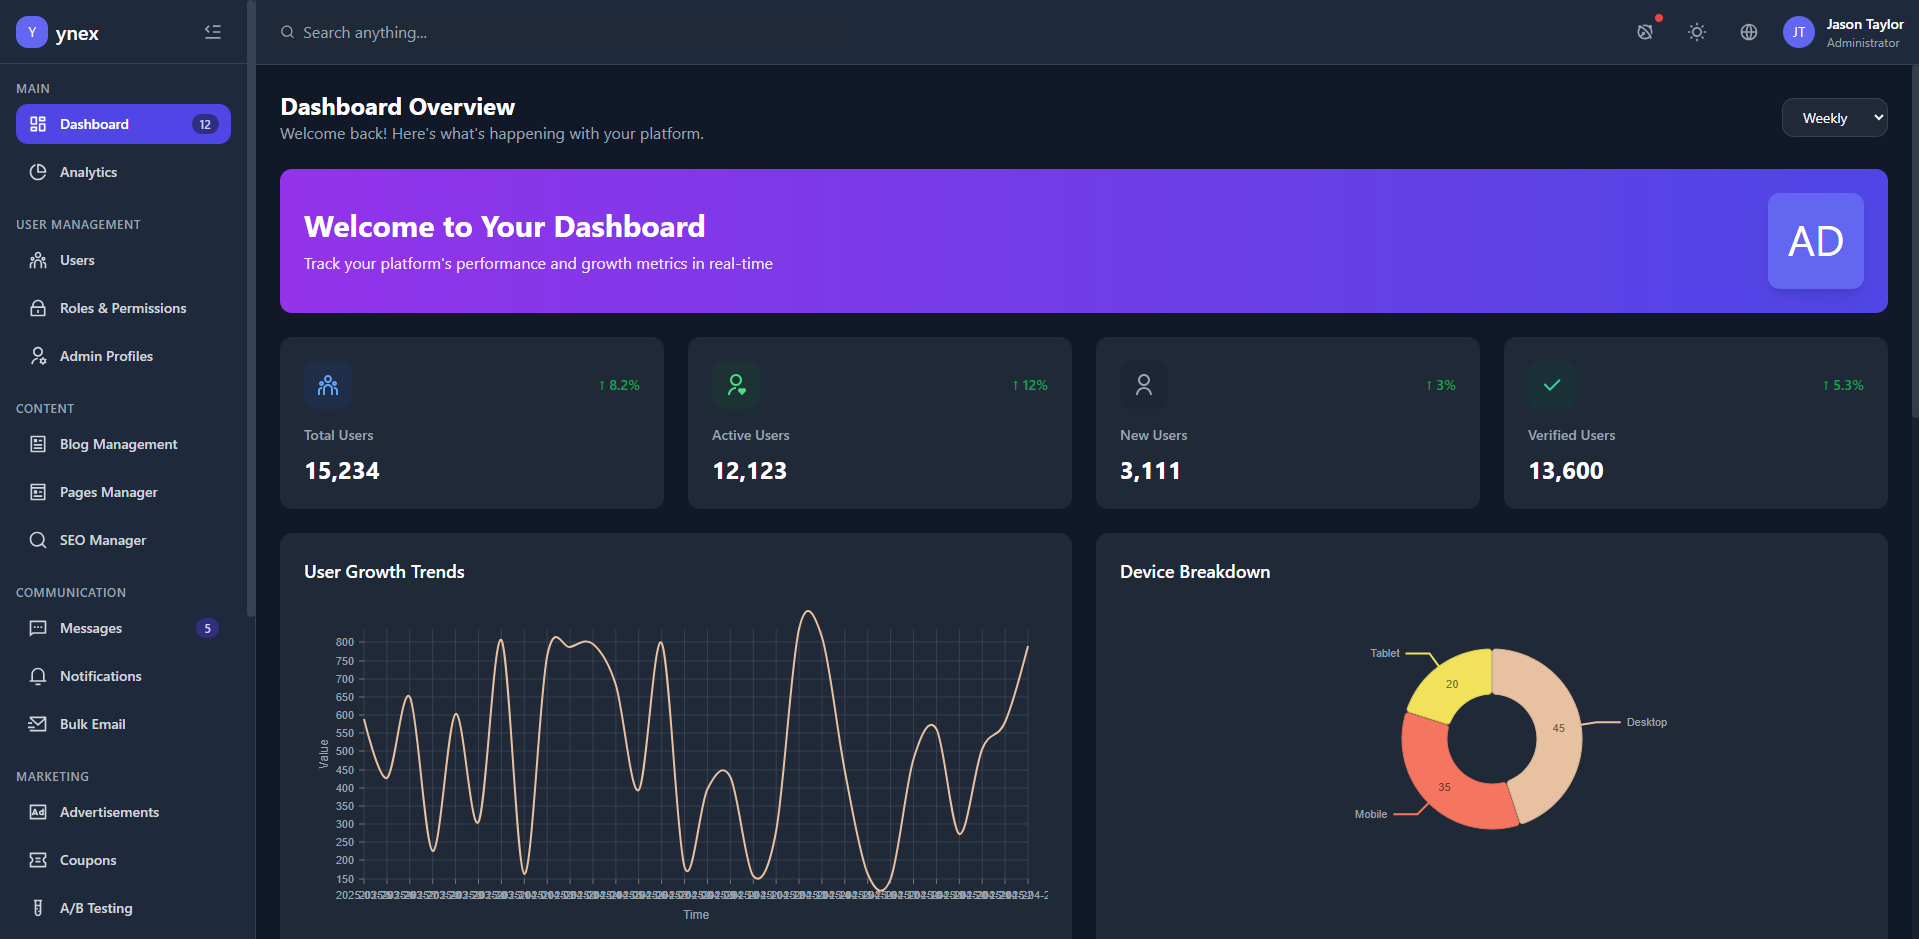 Y ynex
Search anything...
JT
Jason Taylor
Administrator
MAIN
Dashboard 12
Analytics
USER MANAGEMENT
Users
Roles & Permissions
Admin Profiles
CONTENT
Blog Management
Pages Manager
SEO Manager
COMMUNICATION
Messages 5
Notifications
Bulk Email
MARKETING
Advertisements
Coupons
A/B Testing
Dashboard Overview
Welcome back! Here's what's happening with your platform.
Weekly
Welcome to Your Dashboard
Track your platform's performance and growth metrics in real-time
AD
↑ 8.2%
Total Users
15,234
↑ 12%
Active Users
12,123
↑ 3%
New Users
3,111
↑ 5.3%
Verified Users
13,600
User Growth Trends
800
750
700
650
600
550
500
450
400
350
300
250
200
150
Value
Time
Device Breakdown
Tablet
20
45
Desktop
35
Mobile